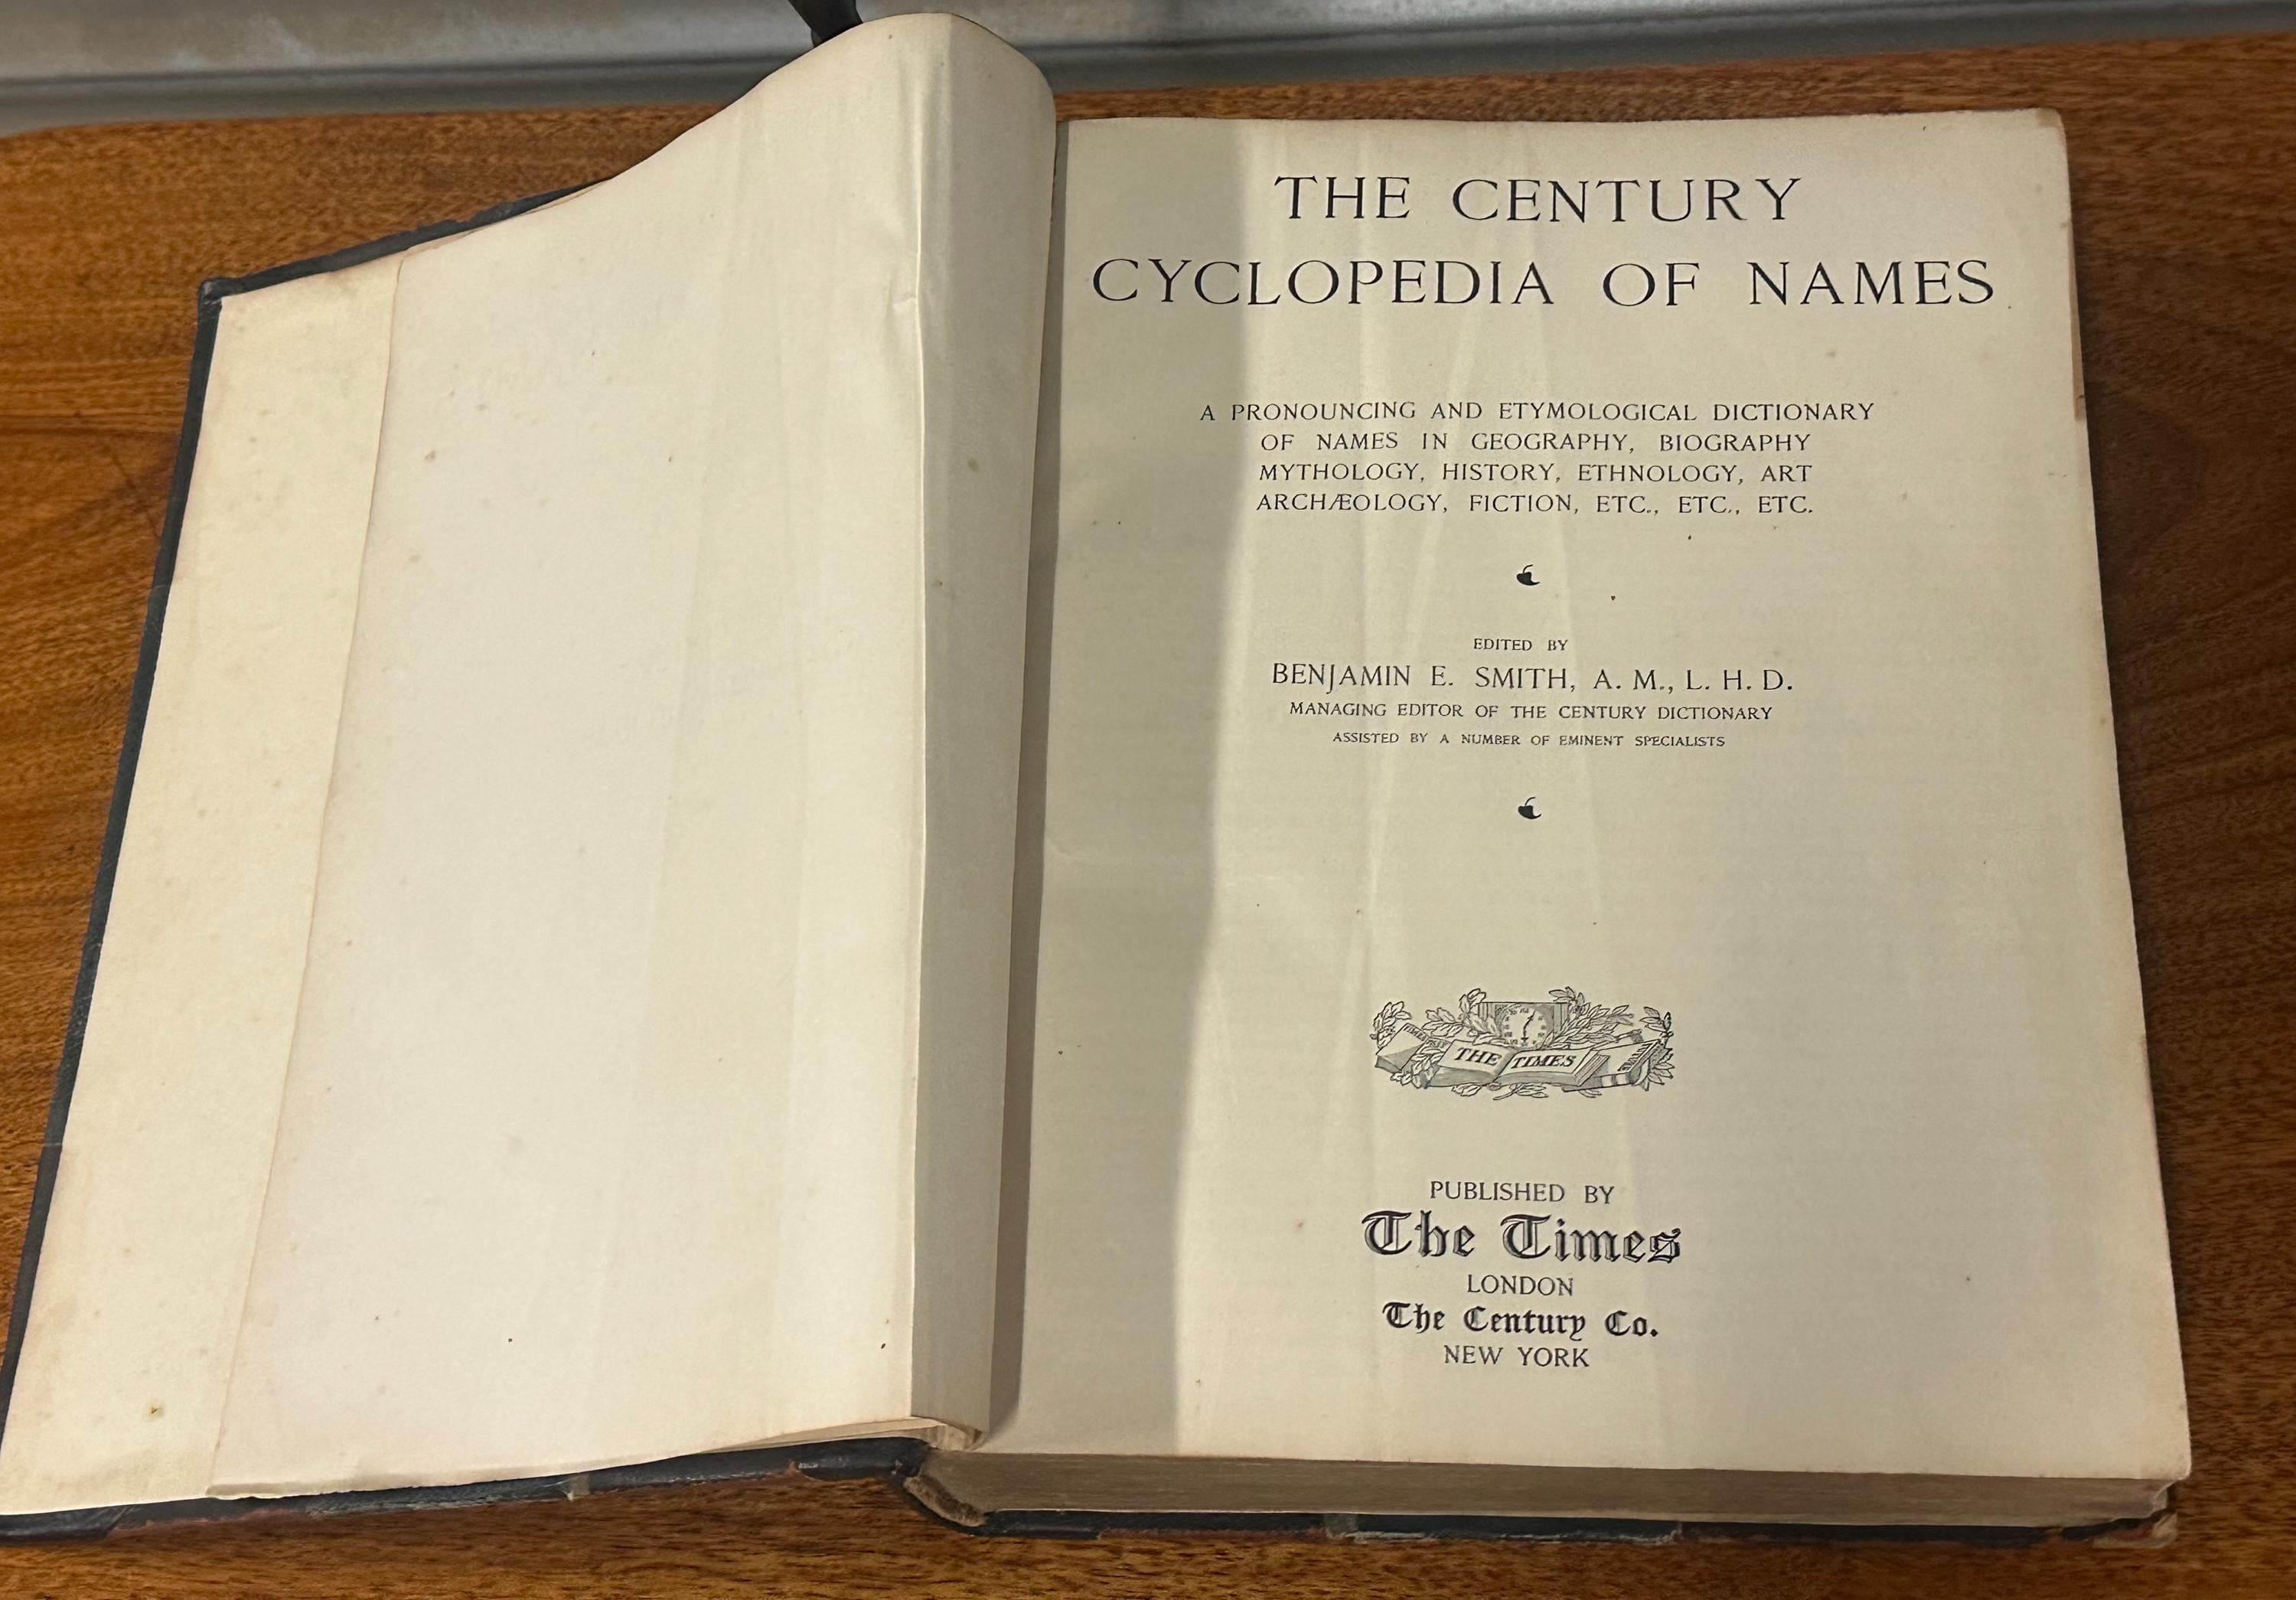 THE CENTURY
CYCLOPEDIA OF NAMES
A PRONOUNCING AND ETYMOLOGICAL DICTIONARY
OF NAMES IN GEOGRAPHY, BIOGRAPHY
MYTHOLOGY, HISTORY, ETHNOLOGY, ART
ARCHÆOLOGY, FICTION, ETC., ETC., ETC.
EDITED BY
BENJAMIN E. SMITH, A. M., L. H. D.
MANAGING EDITOR OF THE CENTURY DICTIONARY
ASSISTED BY A NUMBER OF EMINENT SPECIALISTS
THE TIMES
PUBLISHED BY
The Times
LONDON
The Century Co.
NEW YORK